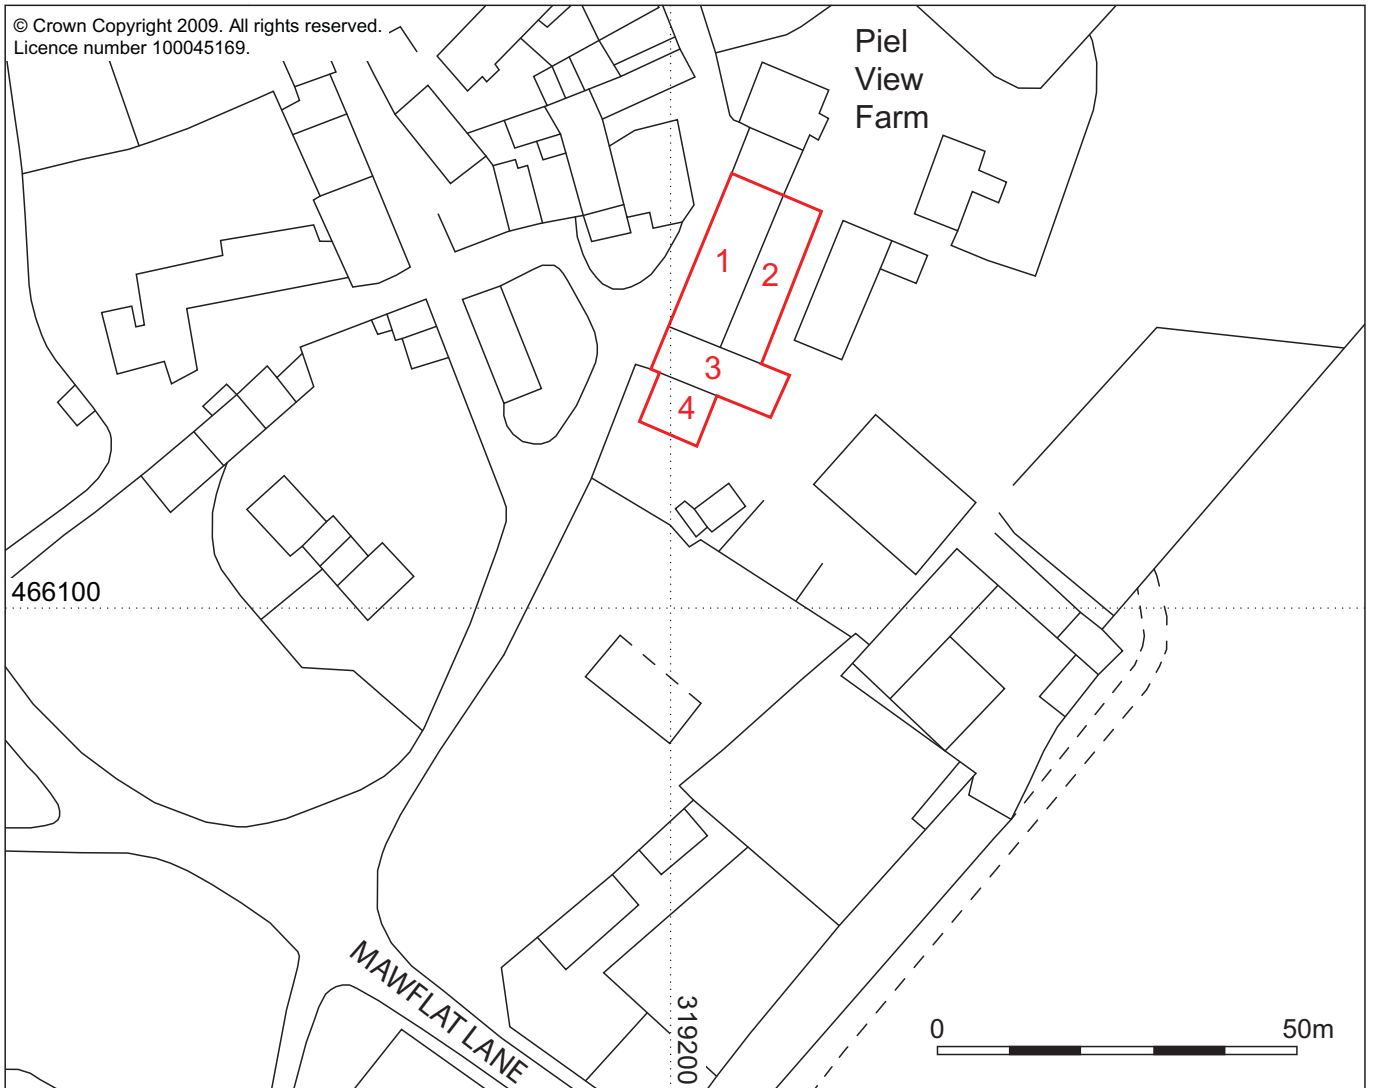 © Crown Copyright 2009. All rights reserved.
Licence number 100045169.
Piel
View
Farm
1
2
3
4
466100
MAWFLAT LANE
319200
0
50m